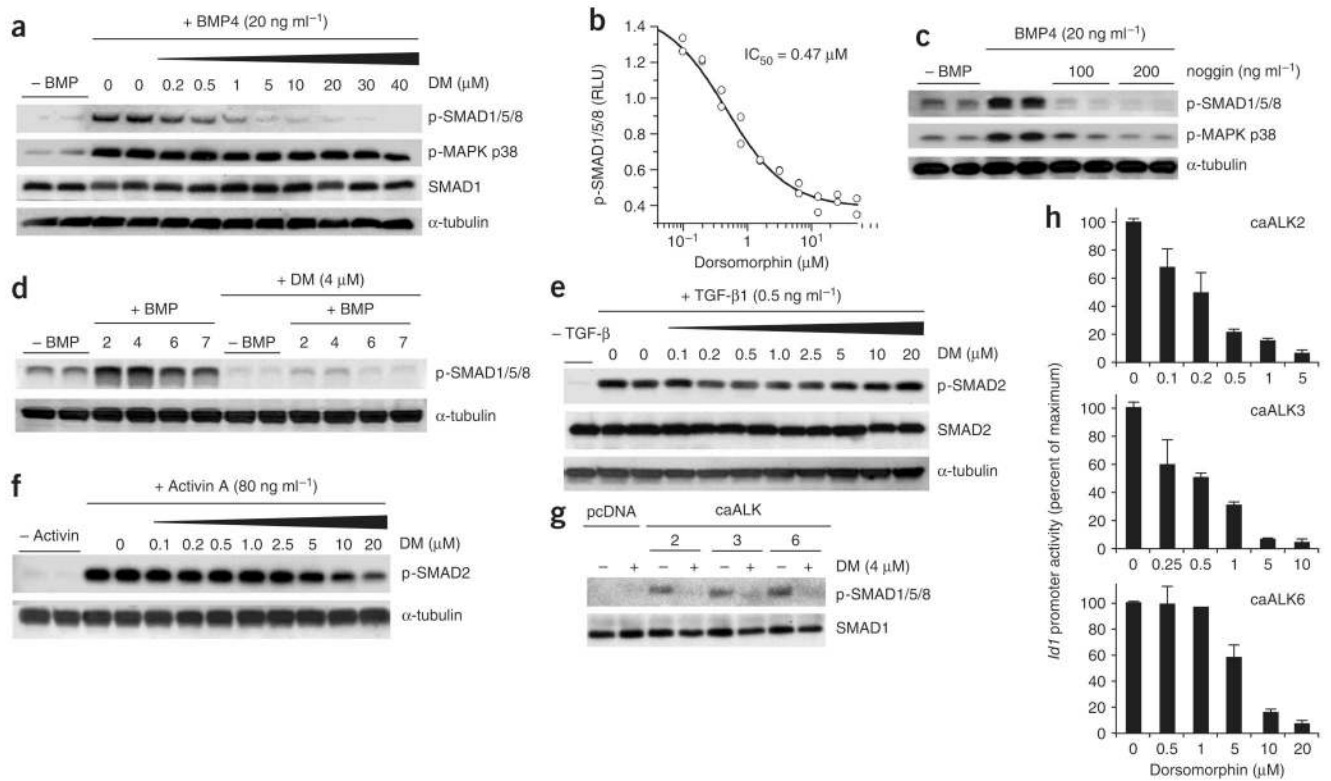 a
+ BMP4 (20 ng ml⁻¹)
– BMP 0 0 0.2 0.5 1 5 10 20 30 40 DM (μM)
p-SMAD1/5/8
p-MAPK p38
SMAD1
α-tubulin
b
IC₅₀ = 0.47 μM
p-SMAD1/5/8 (RLU)
1.4
1.2
1.0
0.8
0.6
0.4
10⁻¹ 1 10¹
Dorsomorphin (μM)
c
BMP4 (20 ng ml⁻¹)
– BMP 100 200 noggin (ng ml⁻¹)
p-SMAD1/5/8
p-MAPK p38
α-tubulin
d
+ DM (4 μM)
+ BMP + BMP
– BMP 2 4 6 7 – BMP 2 4 6 7
p-SMAD1/5/8
α-tubulin
e
+ TGF-β1 (0.5 ng ml⁻¹)
– TGF-β 0 0 0.1 0.2 0.5 1.0 2.5 5 10 20 DM (μM)
p-SMAD2
SMAD2
α-tubulin
f
+ Activin A (80 ng ml⁻¹)
– Activin 0 0.1 0.2 0.5 1.0 2.5 5 10 20 DM (μM)
p-SMAD2
α-tubulin
g
pcDNA caALK
2 3 6
– + – + – + – + DM (4 μM)
p-SMAD1/5/8
SMAD1
h
Id1 promoter activity (percent of maximum)
caALK2
100
80
60
40
20
0
0 0.1 0.2 0.5 1 5
caALK3
100
80
60
40
20
0
0 0.25 0.5 1 5 10
caALK6
100
80
60
40
20
0
0 0.5 1 5 10 20
Dorsomorphin (μM)